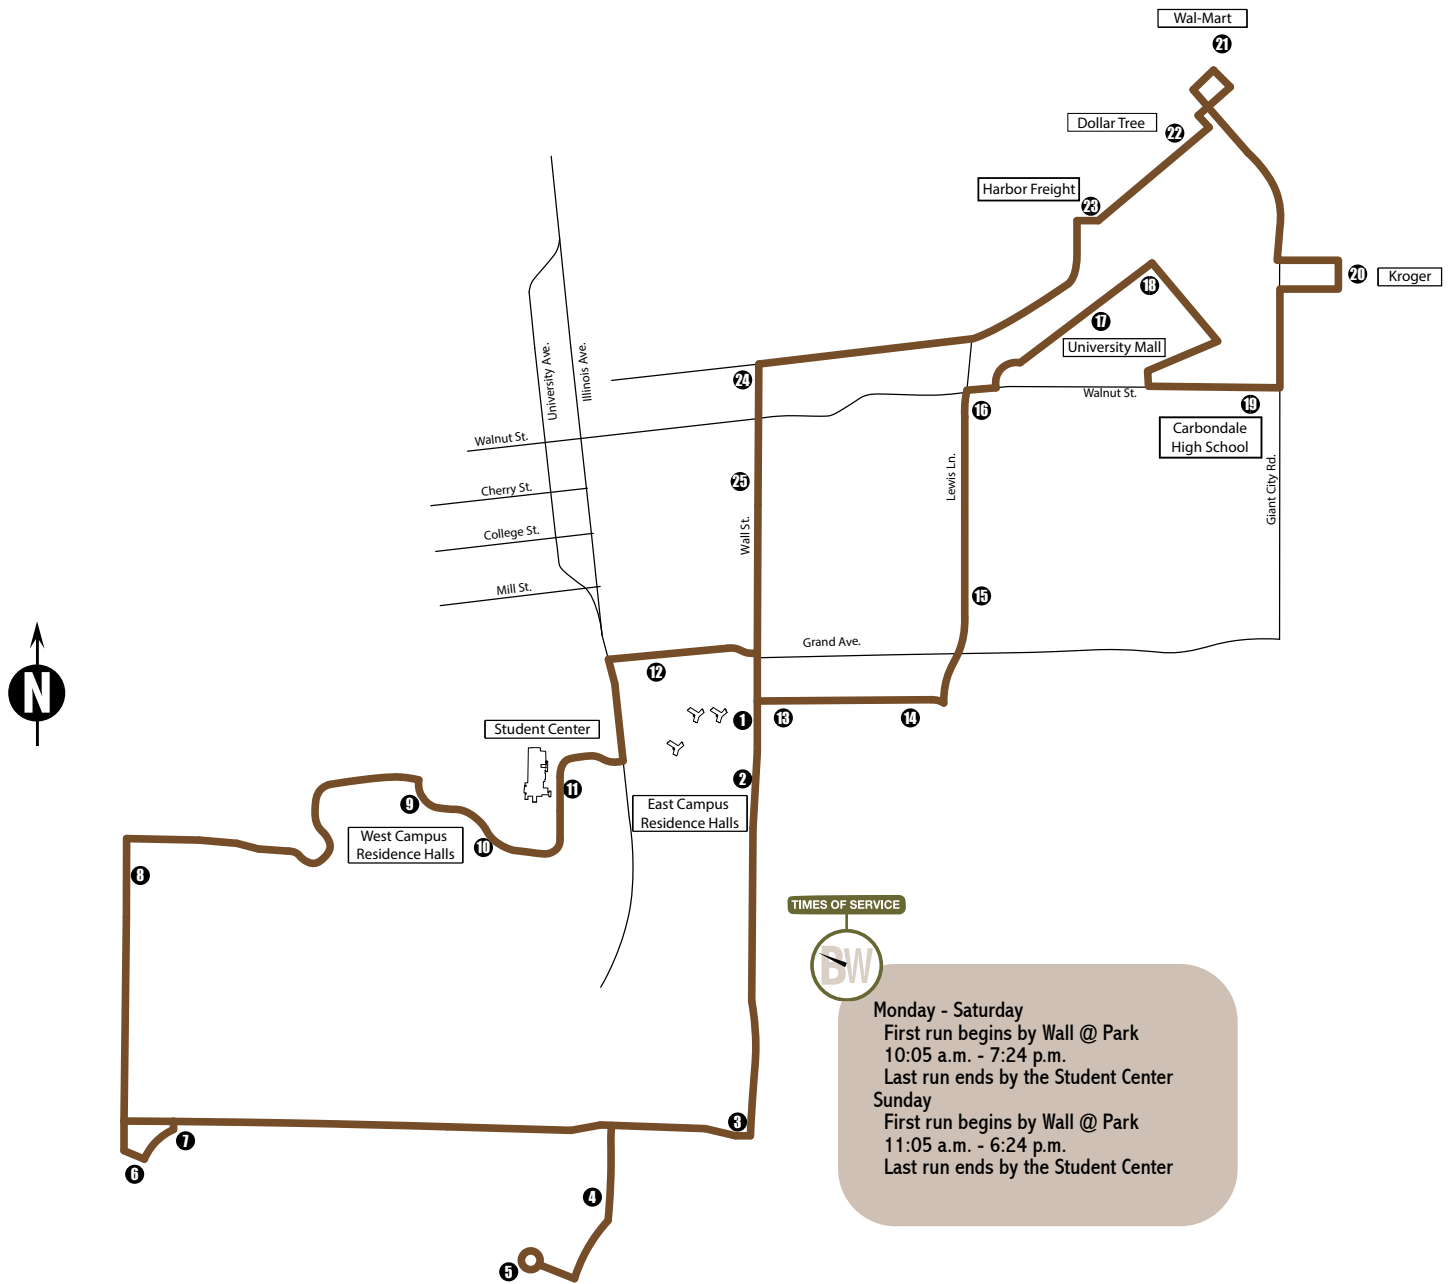 Wal-Mart
21
Dollar Tree
22
Harbor Freight
23
20
Kroger
18
17
University Mall
University Ave.
Illinois Ave.
24
Walnut St.
19
16
Carbondale
High School
Walnut St.
25
Cherry St.
Lewis Ln.
Giant City Rd.
College St.
Wall St.
Mill St.
15
Grand Ave.
N
12
1
13
14
Student Center
2
11
9
East Campus
Residence Halls
West Campus
Residence Halls
10
8
TIMES OF SERVICE
BW
Monday - Saturday
First run begins by Wall @ Park
10:05 a.m. - 7:24 p.m.
Last run ends by the Student Center
Sunday
First run begins by Wall @ Park
11:05 a.m. - 6:24 p.m.
Last run ends by the Student Center
3
7
6
4
5